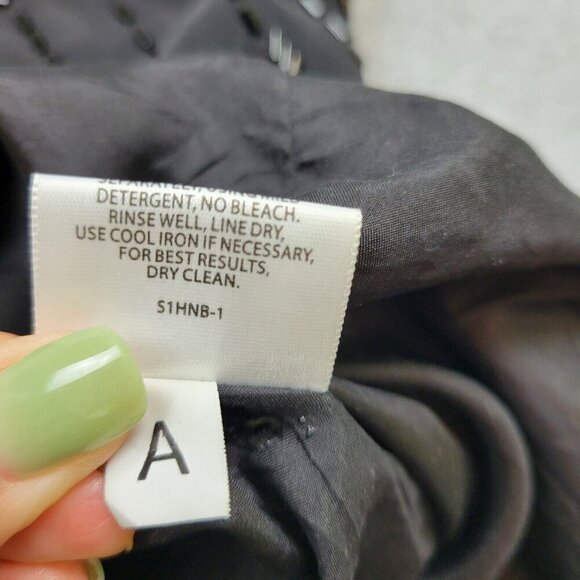 DETERGENT, NO BLEACH.
RINSE WELL, LINE DRY,
USE COOL IRON IF NECESSARY,
FOR BEST RESULTS,
DRY CLEAN.
S1HNB-1
A